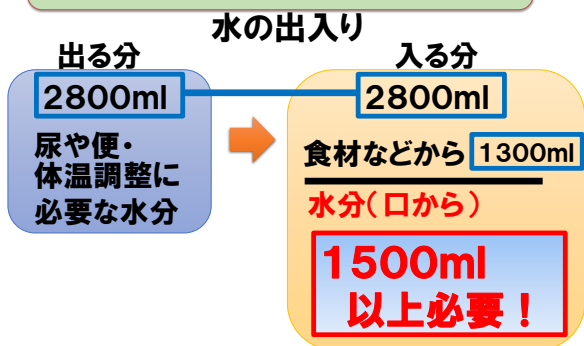 水の出入り
出る分
2800ml
尿や便・
体温調整に
必要な水分
入る分
2800ml
食材などから 1300ml
水分(口から)
1500ml
以上必要!